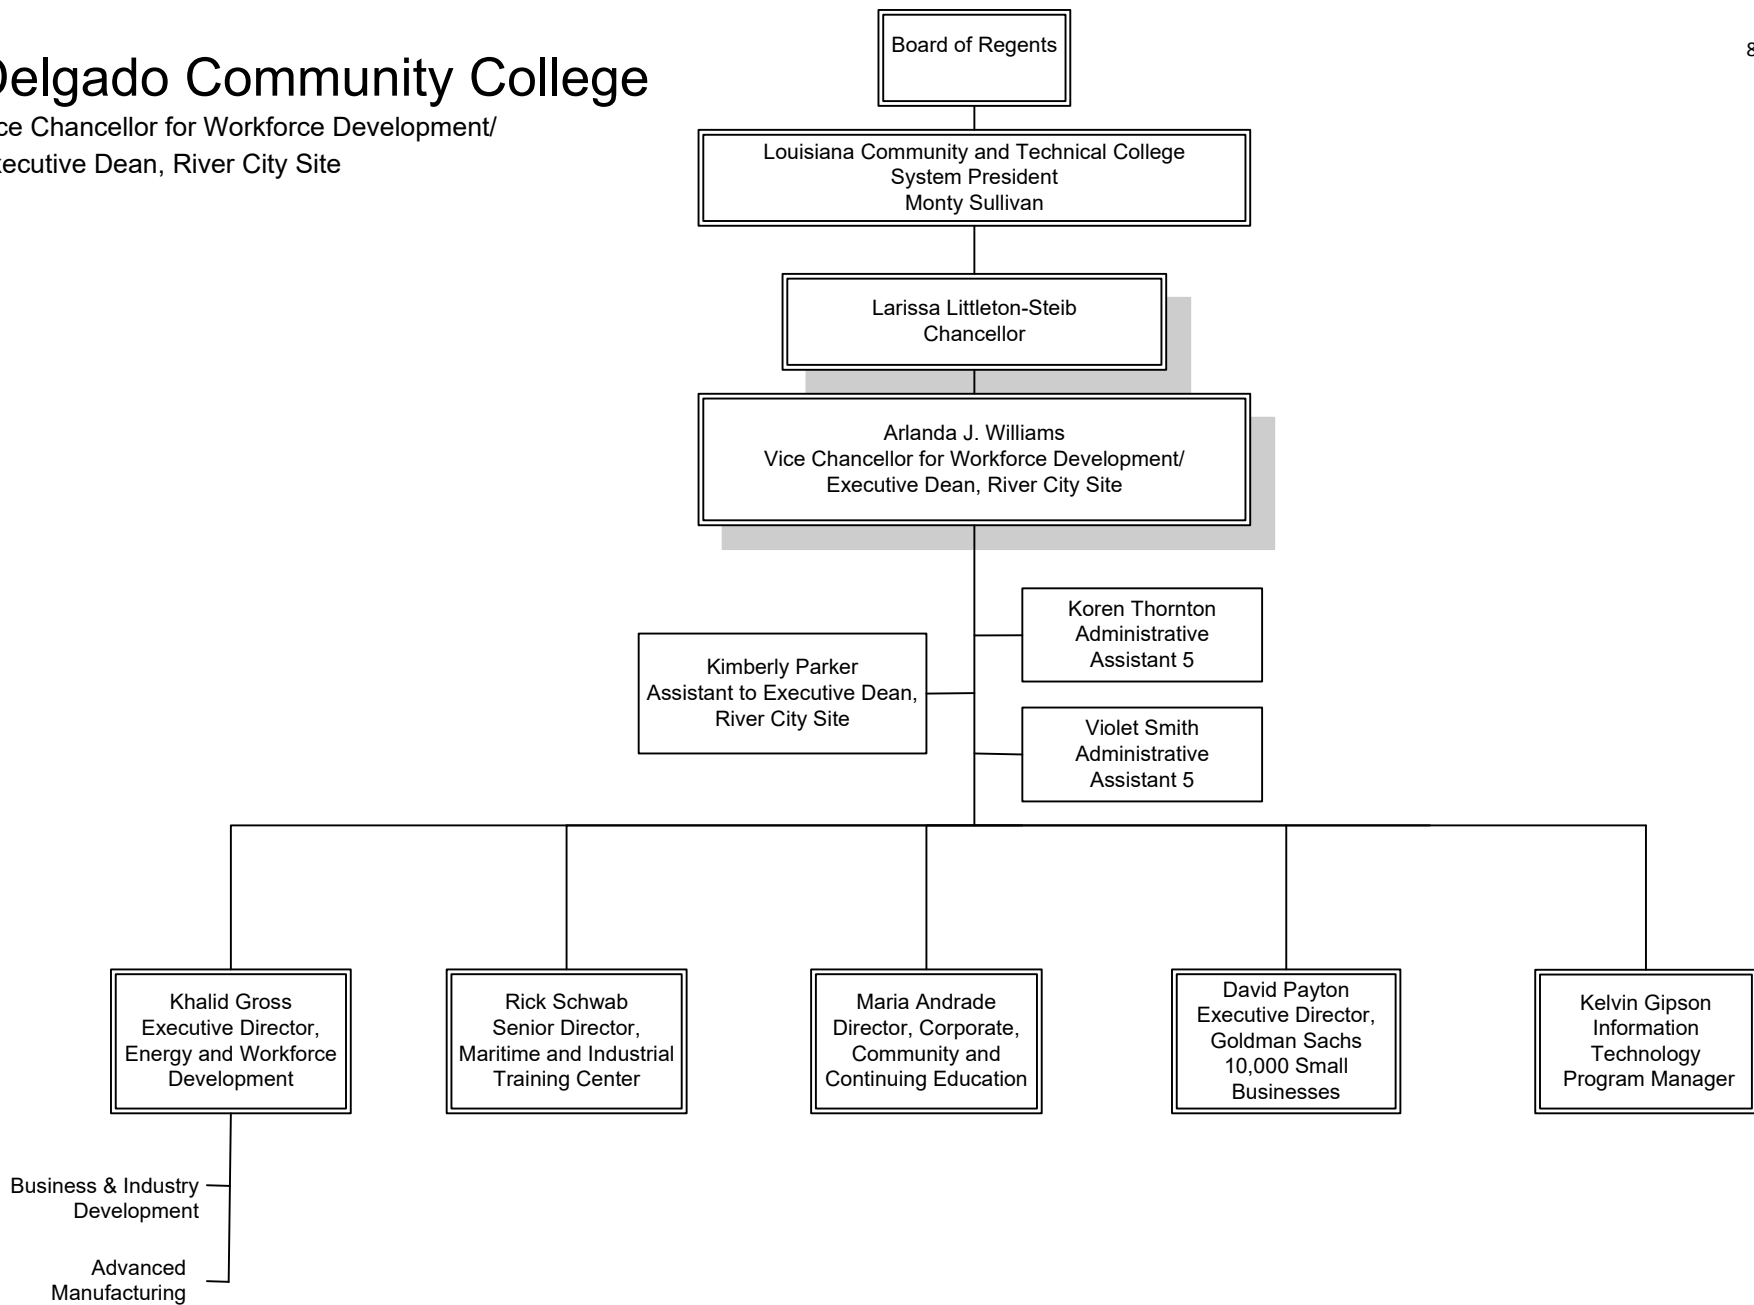 Delgado Community College
ce Chancellor for Workforce Development/
ecutive Dean, River City Site
8
Board of Regents
Louisiana Community and Technical College
System President
Monty Sullivan
Larissa Littleton-Steib
Chancellor
Arlanda J. Williams
Vice Chancellor for Workforce Development/
Executive Dean, River City Site
Koren Thornton
Administrative
Assistant 5
Kimberly Parker
Assistant to Executive Dean,
River City Site
Violet Smith
Administrative
Assistant 5
Khalid Gross
Executive Director,
Energy and Workforce
Development
Rick Schwab
Senior Director,
Maritime and Industrial
Training Center
Maria Andrade
Director, Corporate,
Community and
Continuing Education
David Payton
Executive Director,
Goldman Sachs
10,000 Small
Businesses
Kelvin Gipson
Information
Technology
Program Manager
Business & Industry
Development
Advanced
Manufacturing